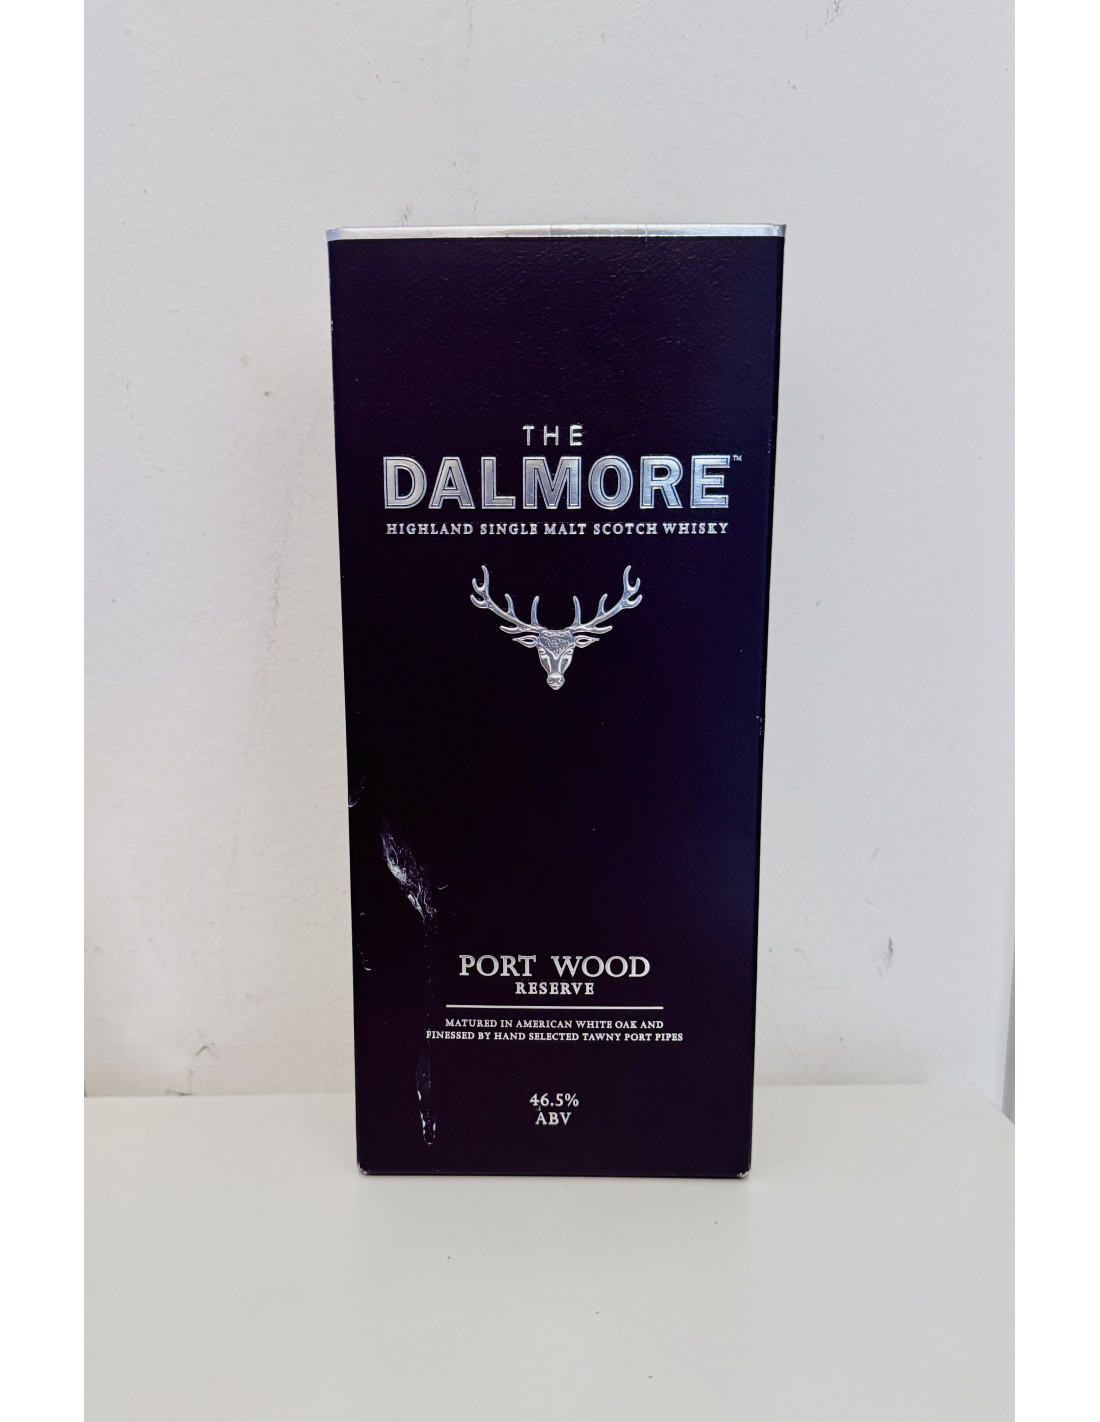 THE
DALMORE™
HIGHLAND SINGLE MALT SCOTCH WHISKY
PORT WOOD
RESERVE
MATURED IN AMERICAN WHITE OAK AND
FINESSED BY HAND SELECTED TAWNY PORT PIPES
46.5%
ABV